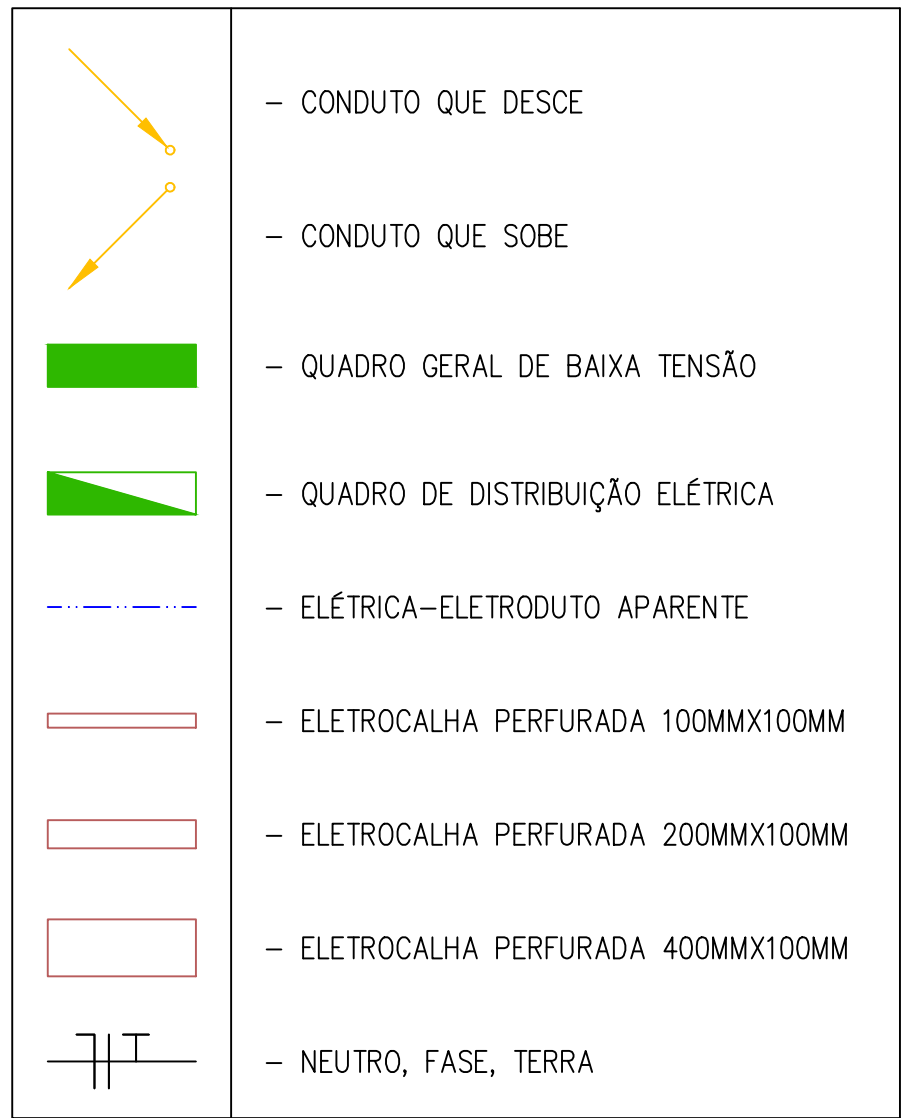 - CONDUTO QUE DESCE
- CONDUTO QUE SOBE
- QUADRO GERAL DE BAIXA TENSÃO
- QUADRO DE DISTRIBUIÇÃO ELÉTRICA
- ELÉTRICA-ELETRODUTO APARENTE
- ELETROCALHA PERFURADA 100MMX100MM
- ELETROCALHA PERFURADA 200MMX100MM
- ELETROCALHA PERFURADA 400MMX100MM
- NEUTRO, FASE, TERRA